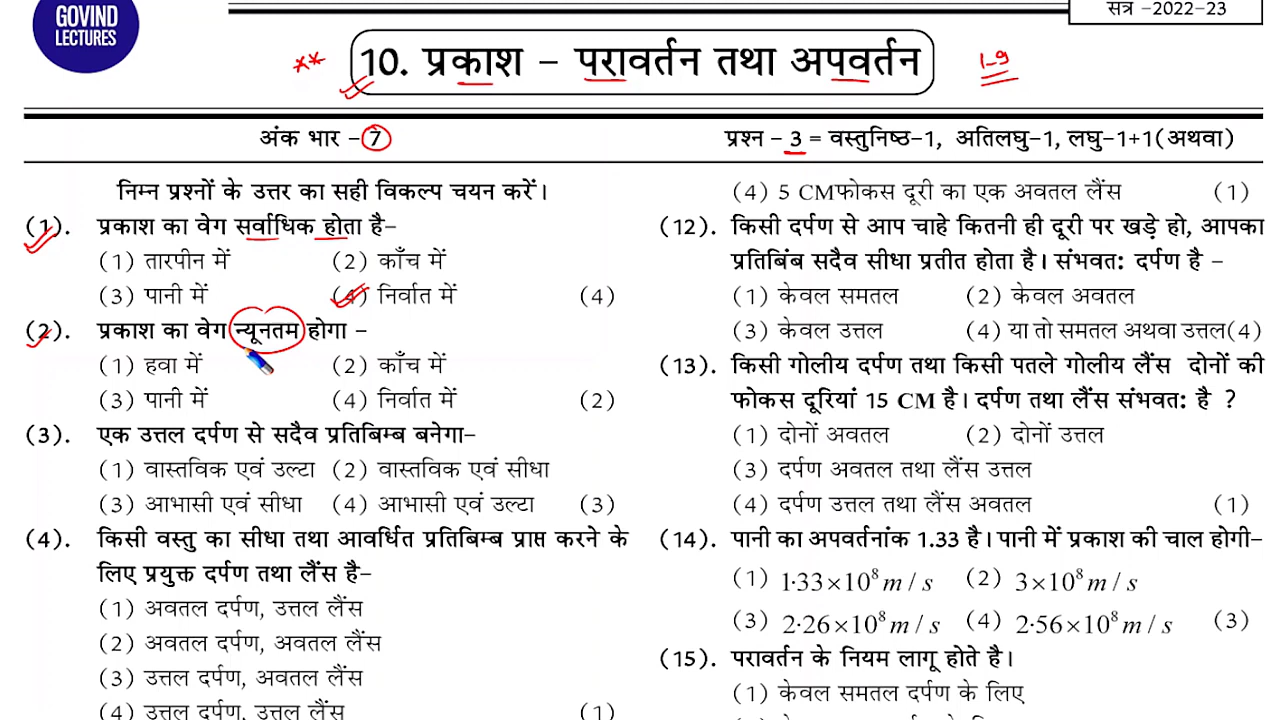 GOVIND
LECTURES
सत्र -2022-23
** 10. प्रकाश - परावर्तन तथा अपवर्तन 1-9
अंक भार - 7
प्रश्न - 3 = वस्तुनिष्ठ-1, अतिलघु-1, लघु-1+1(अथवा)
निम्न प्रश्नों के उत्तर का सही विकल्प चयन करें।
(1). प्रकाश का वेग सर्वाधिक होता है-
(1) तारपीन में (2) काँच में
(3) पानी में (4) निर्वात में (4)
(2). प्रकाश का वेग न्यूनतम होगा -
(1) हवा में (2) काँच में
(3) पानी में (4) निर्वात में (2)
(3). एक उत्तल दर्पण से सदैव प्रतिबिम्ब बनेगा-
(1) वास्तविक एवं उल्टा (2) वास्तविक एवं सीधा
(3) आभासी एवं सीधा (4) आभासी एवं उल्टा (3)
(4). किसी वस्तु का सीधा तथा आवर्धित प्रतिबिम्ब प्राप्त करने के
लिए प्रयुक्त दर्पण तथा लैंस है-
(1) अवतल दर्पण, उत्तल लैंस
(2) अवतल दर्पण, अवतल लैंस
(3) उत्तल दर्पण, अवतल लैंस
(4) उत्तल दर्पण, उत्तल लैंस (1)
(4) 5 CMफोकस दूरी का एक अवतल लैंस (1)
(12). किसी दर्पण से आप चाहे कितनी ही दूरी पर खड़े हो, आपका
प्रतिबिंब सदैव सीधा प्रतीत होता है। संभवत: दर्पण है -
(1) केवल समतल (2) केवल अवतल
(3) केवल उत्तल (4) या तो समतल अथवा उत्तल(4)
(13). किसी गोलीय दर्पण तथा किसी पतले गोलीय लैंस दोनों की
फोकस दूरियां 15 CM है। दर्पण तथा लैंस संभवत: है ?
(1) दोनों अवतल (2) दोनों उत्तल
(3) दर्पण अवतल तथा लैंस उत्तल
(4) दर्पण उत्तल तथा लैंस अवतल (1)
(14). पानी का अपवर्तनांक 1.33 है। पानी में प्रकाश की चाल होगी-
(1) 1·33×10⁸ m / s (2) 3×10⁸ m / s
(3) 2·26×10⁸ m / s (4) 2·56×10⁸ m / s (3)
(15). परावर्तन के नियम लागू होते है।
(1) केवल समतल दर्पण के लिए